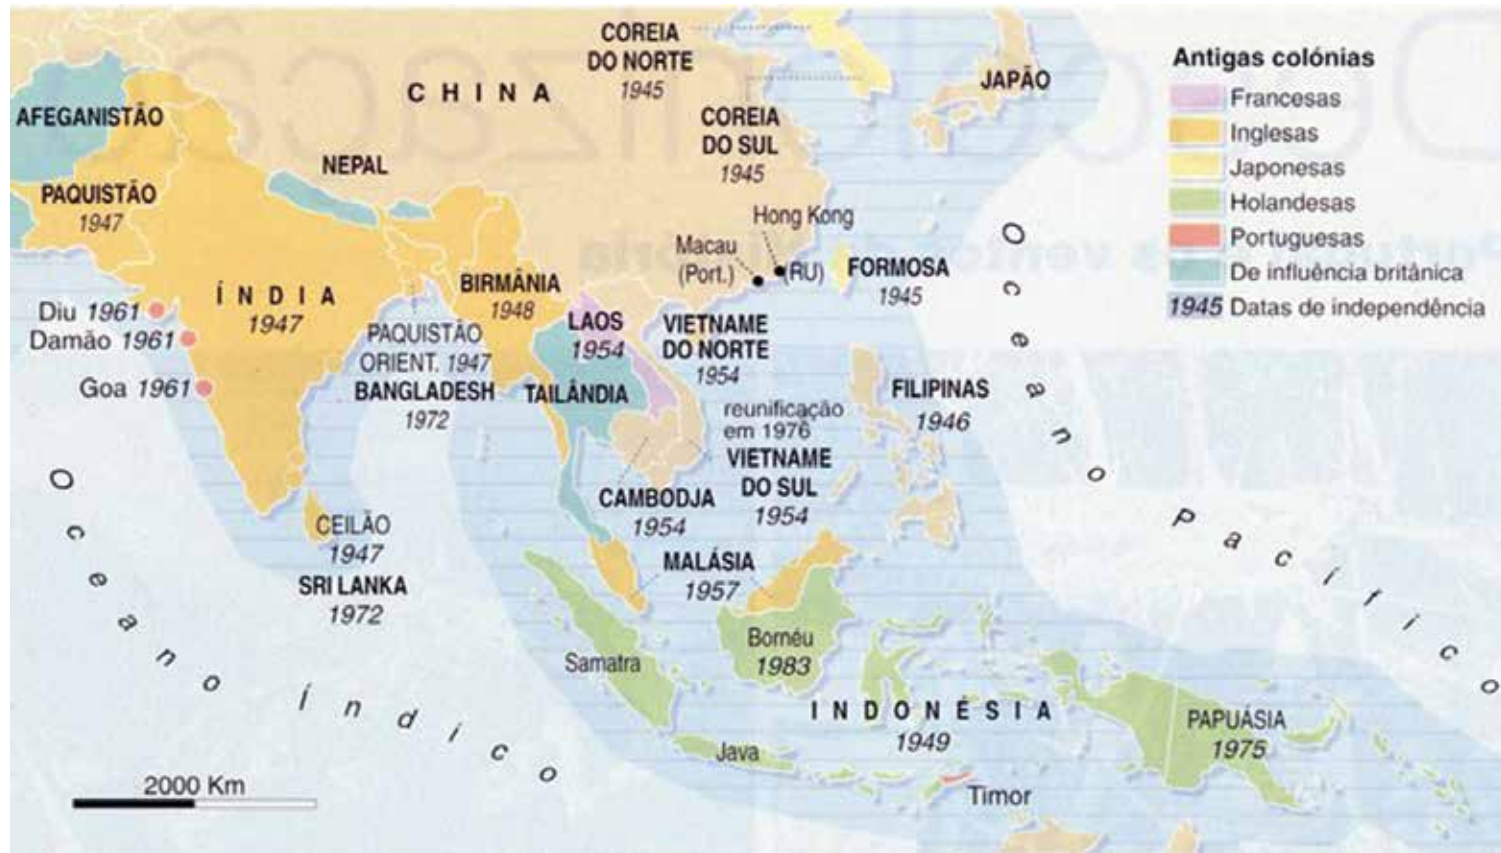 COREIA
DO NORTE
1945
CHINA
JAPÃO
AFEGANISTÃO
COREIA
DO SUL
1945
NEPAL
PAQUISTÃO
1947
Hong Kong
Macau
(Port.)
(RU)
FORMOSA
1945
ÍNDIA
1947
BIRMÂNIA
1948
Diu 1961
Damão 1961
Goa 1961
PAQUISTÃO
ORIENT. 1947
BANGLADESH
1972
LAOS
1954
VIETNAME
DO NORTE
1954
TAILÂNDIA
reunificação
em 1976
VIETNAME
DO SUL
1954
FILIPINAS
1946
CAMBODJA
1954
CEILÃO
1947
SRI LANKA
1972
MALÁSIA
1957
Samatra
Bornéu
1983
INDONÉSIA
1949
PAPUÁSIA
1975
Java
Timor
Oceano Índico
Oceano Pacífico
2000 Km
Antigas colónias
Francesas
Inglesas
Japonesas
Holandesas
Portuguesas
De influência britânica
1945 Datas de independência